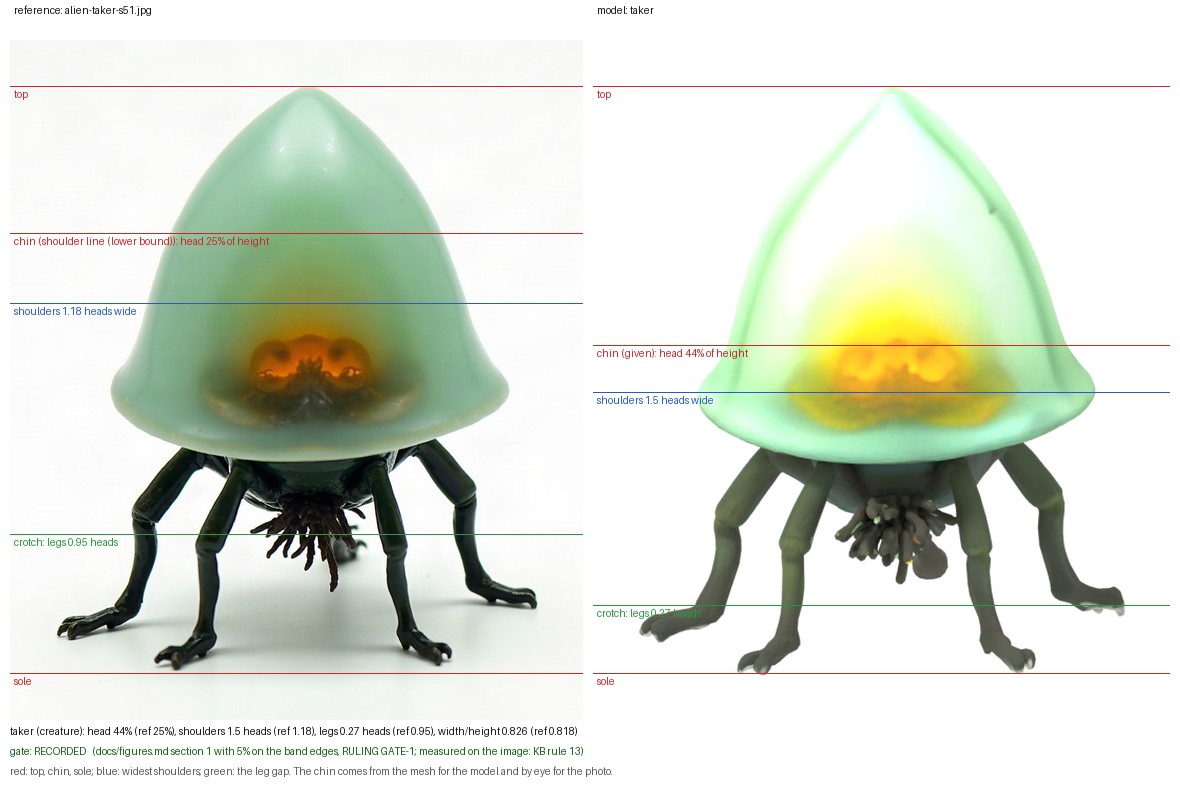 reference: alien-taker-s51.jpg
model: taker
top
top
chin (shoulder line (lower bound)): head 25% of height
shoulders 1.18 heads wide
chin (given): head 44% of height
shoulders 1.5 heads wide
crotch: legs 0.95 heads
crotch: legs 0.27 heads
sole
sole
taker (creature): head 44% (ref 25%), shoulders 1.5 heads (ref 1.18), legs 0.27 heads (ref 0.95), width/height 0.826 (ref 0.818)
gate: RECORDED (docs/figures.md section 1 with 5% on the band edges, RULING GATE-1; measured on the image: KB rule 13)
red: top, chin, sole; blue: widest shoulders; green: the leg gap. The chin comes from the mesh for the model and by eye for the photo.